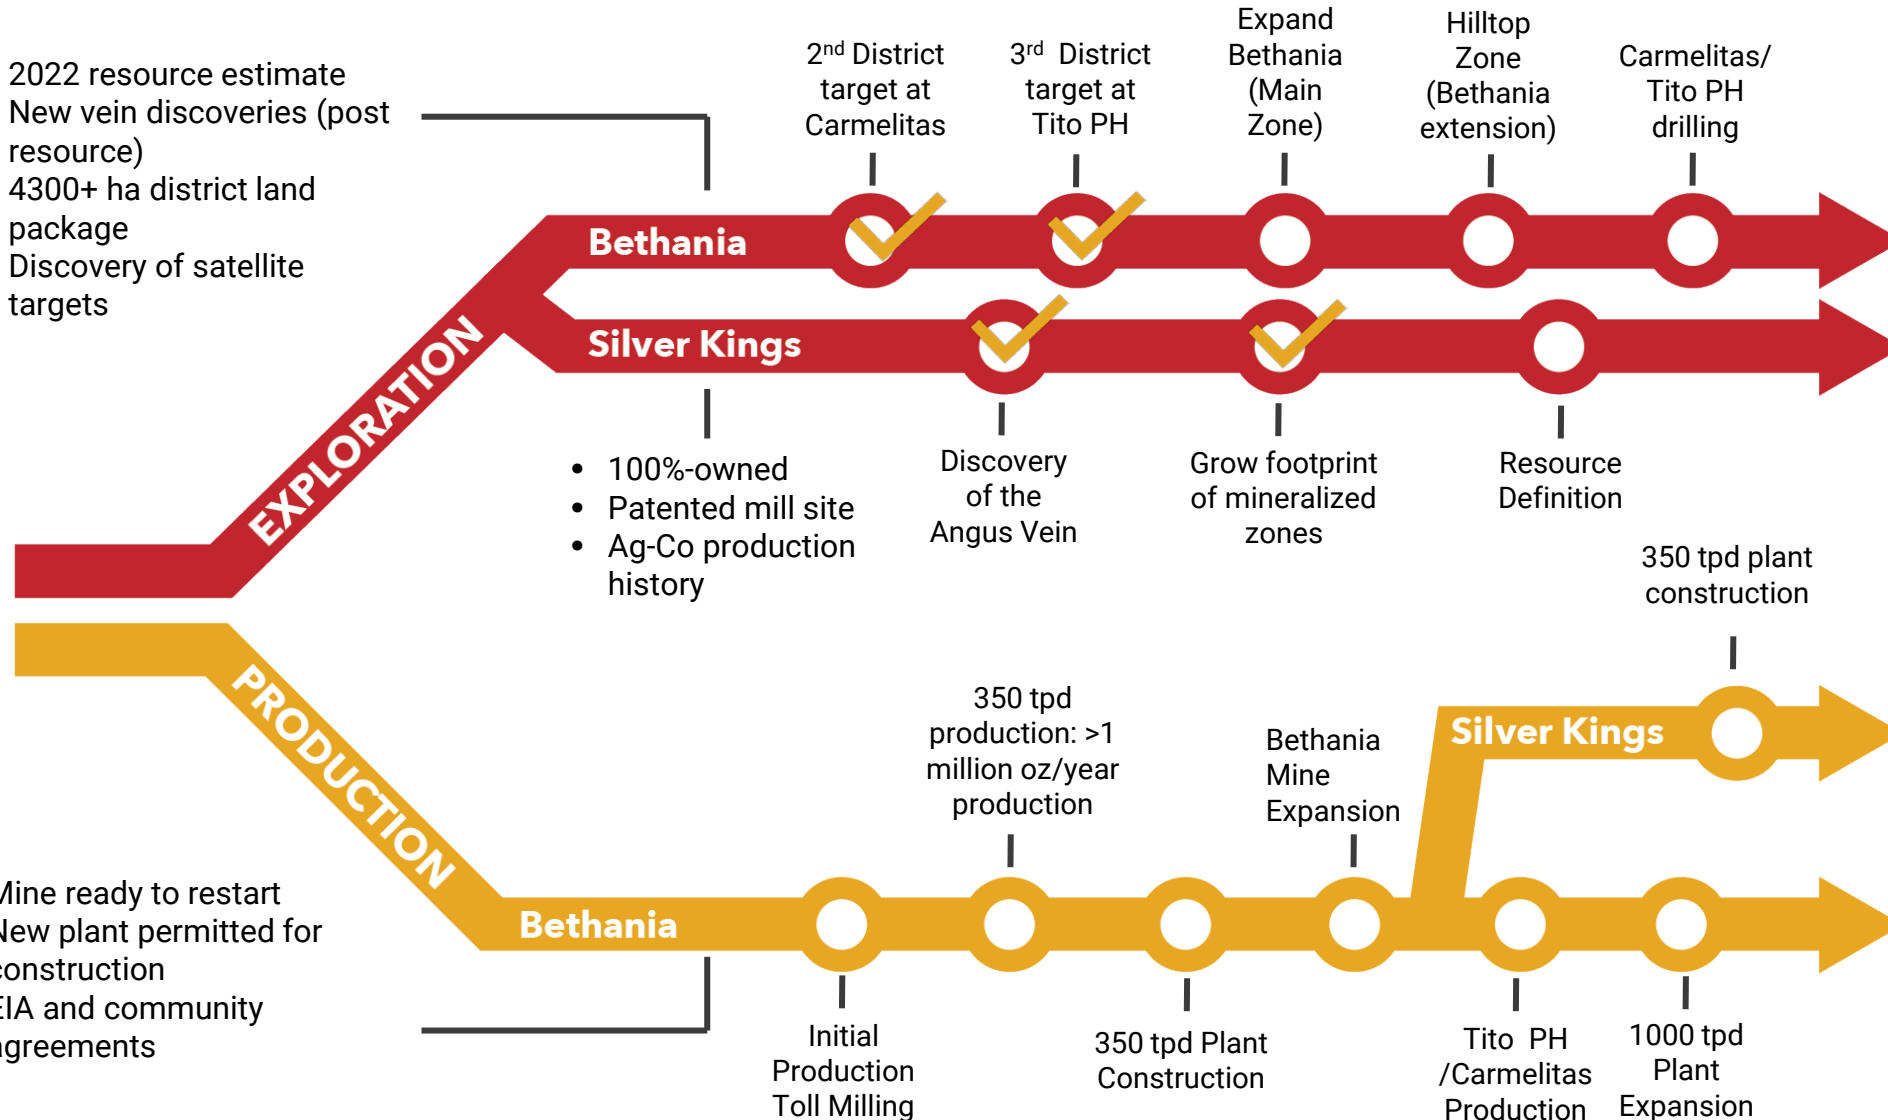 2022 resource estimate
New vein discoveries (post
resource)
4300+ ha district land
package
Discovery of satellite
targets
2nd District
target at
Carmelitas
3rd District
target at
Tito PH
Expand
Bethania
(Main
Zone)
Hilltop
Zone
(Bethania
extension)
Carmelitas/
Tito PH
drilling
Bethania
Silver Kings
EXPLORATION
• 100%-owned
• Patented mill site
• Ag-Co production
history
Discovery
of the
Angus Vein
Grow footprint
of mineralized
zones
Resource
Definition
350 tpd plant
construction
PRODUCTION
350 tpd
production: >1
million oz/year
production
Bethania
Mine
Expansion
Silver Kings
Mine ready to restart
New plant permitted for
construction
EIA and community
agreements
Bethania
Initial
Production
Toll Milling
350 tpd Plant
Construction
Tito PH
/Carmelitas
Production
1000 tpd
Plant
Expansion